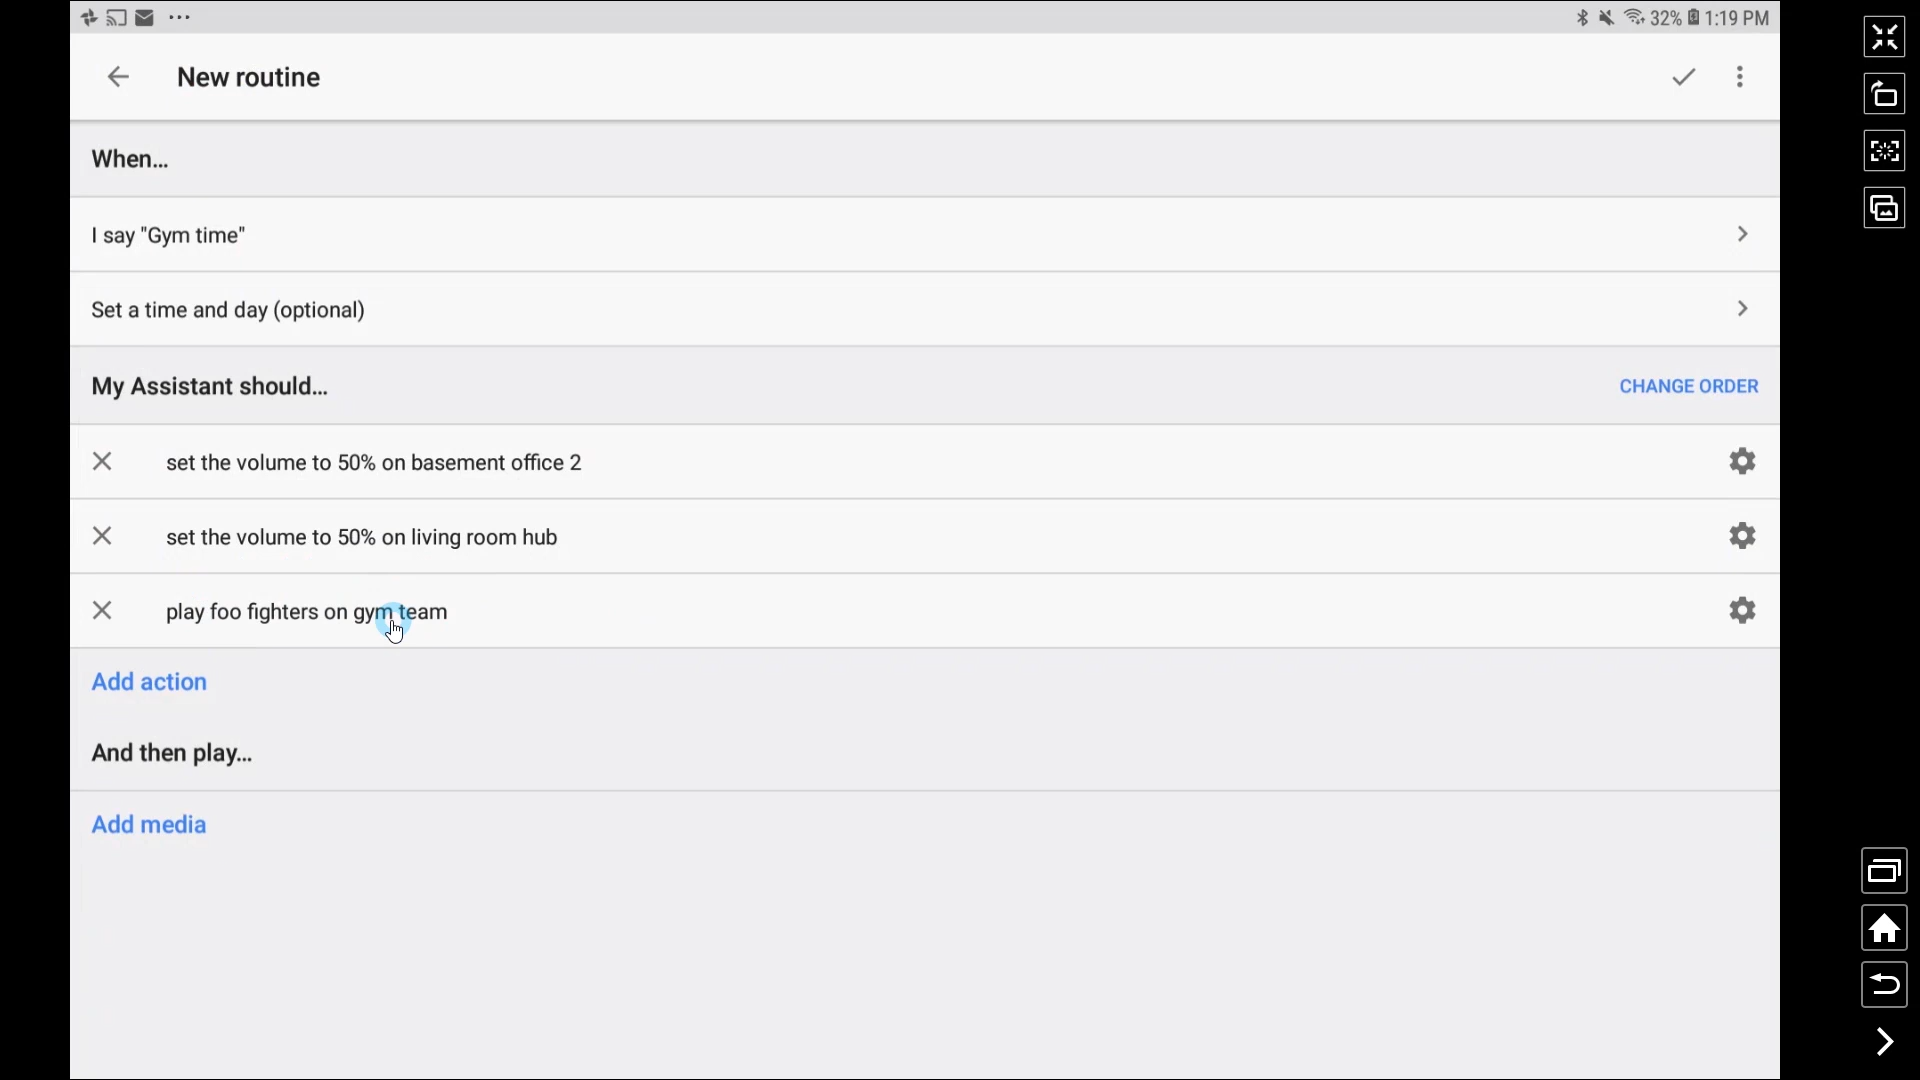 32% 1:19 PM
New routine
When...
I say "Gym time"
Set a time and day (optional)
My Assistant should...
CHANGE ORDER
set the volume to 50% on basement office 2
set the volume to 50% on living room hub
play foo fighters on gym team
Add action
And then play...
Add media